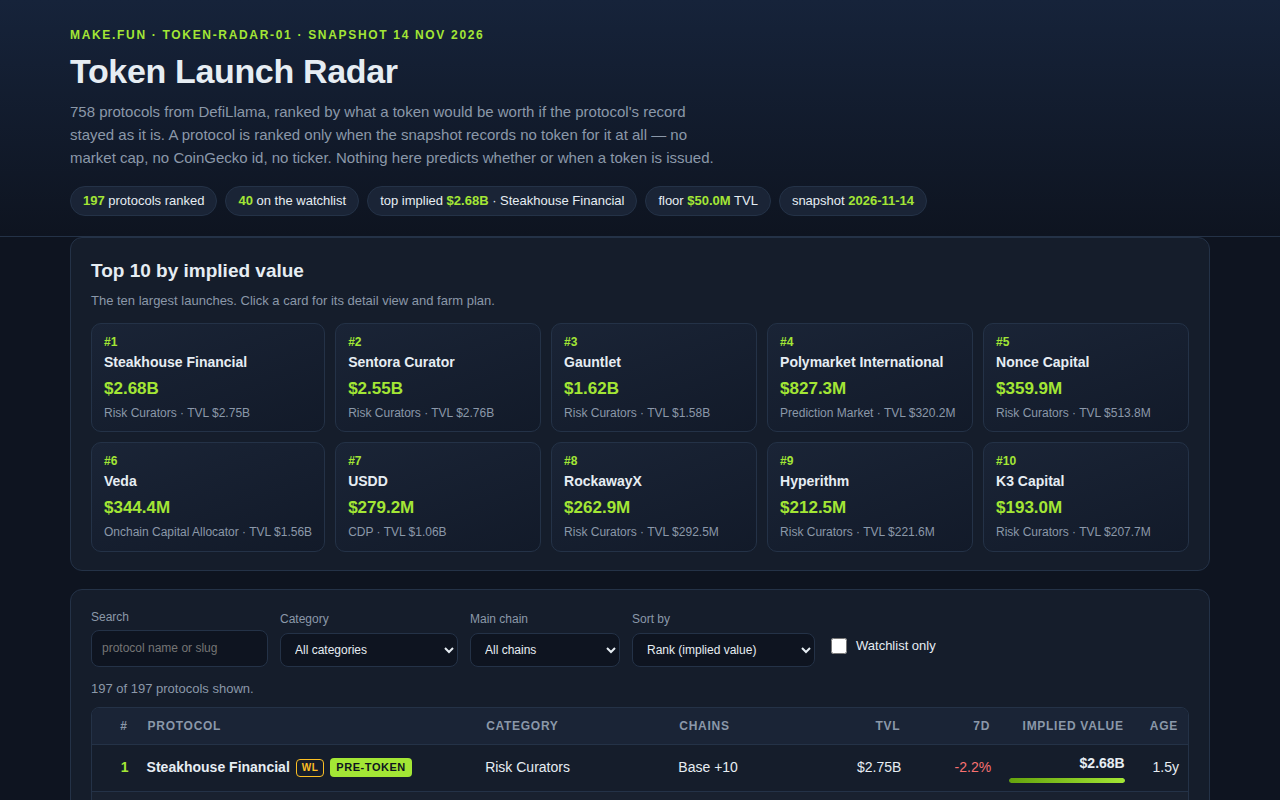 MAKE.FUN · TOKEN-RADAR-01 · SNAPSHOT 14 NOV 2026
Token Launch Radar
758 protocols from DefiLlama, ranked by what a token would be worth if the protocol's record
stayed as it is. A protocol is ranked only when the snapshot records no token for it at all — no
market cap, no CoinGecko id, no ticker. Nothing here predicts whether or when a token is issued.
197 protocols ranked 40 on the watchlist top implied $2.68B · Steakhouse Financial floor $50.0M TVL snapshot 2026-11-14
Top 10 by implied value
The ten largest launches. Click a card for its detail view and farm plan.
#1 #2 #3 #4 #5
Steakhouse Financial Sentora Curator Gauntlet Polymarket International Nonce Capital
$2.68B $2.55B $1.62B $827.3M $359.9M
Risk Curators · TVL $2.75B Risk Curators · TVL $2.76B Risk Curators · TVL $1.58B Prediction Market · TVL $320.2M Risk Curators · TVL $513.8M
#6 #7 #8 #9 #10
Veda USDD RockawayX Hyperithm K3 Capital
$344.4M $279.2M $262.9M $212.5M $193.0M
Onchain Capital Allocator · TVL $1.56B CDP · TVL $1.06B Risk Curators · TVL $292.5M Risk Curators · TVL $221.6M Risk Curators · TVL $207.7M
Search Category Main chain Sort by
protocol name or slug All categories All chains Rank (implied value) Watchlist only
197 of 197 protocols shown.
# PROTOCOL CATEGORY CHAINS TVL 7D IMPLIED VALUE AGE
1 Steakhouse Financial WL PRE-TOKEN Risk Curators Base +10 $2.75B -2.2% $2.68B 1.5y